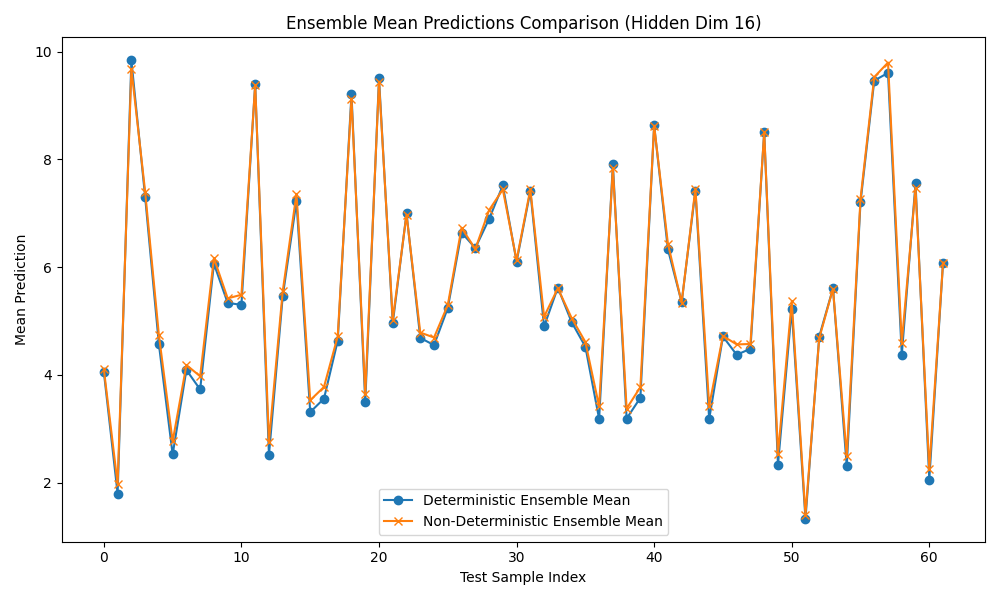 Ensemble Mean Predictions Comparison (Hidden Dim 16)
Mean Prediction
10
8
6
4
2
Deterministic Ensemble Mean
Non-Deterministic Ensemble Mean
0 10 20 30 40 50 60
Test Sample Index